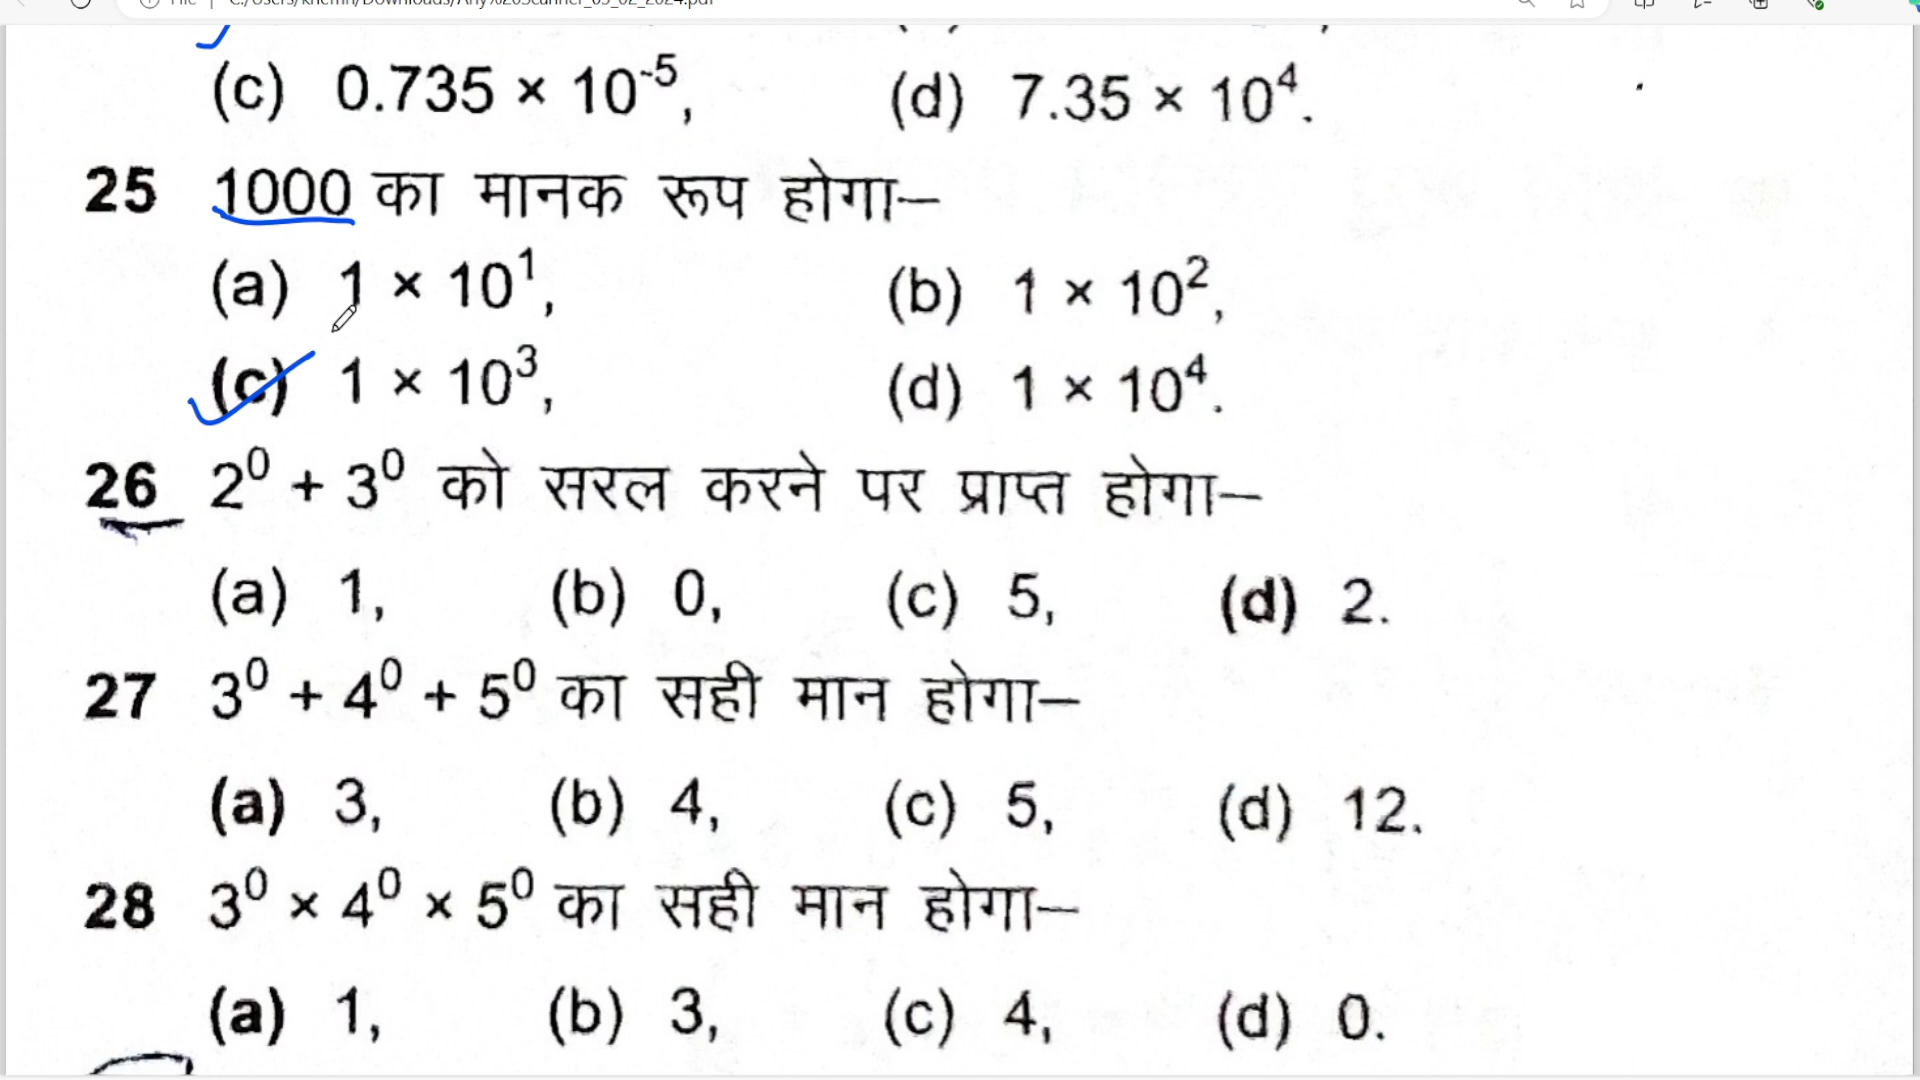 (c) 0.735 × 10⁻⁵, (d) 7.35 × 10⁴.
25 1000 का मानक रूप होगा–
(a) 1 × 10¹, (b) 1 × 10²,
(c) 1 × 10³, (d) 1 × 10⁴.
26 2⁰ + 3⁰ को सरल करने पर प्राप्त होगा–
(a) 1, (b) 0, (c) 5, (d) 2.
27 3⁰ + 4⁰ + 5⁰ का सही मान होगा–
(a) 3, (b) 4, (c) 5, (d) 12.
28 3⁰ × 4⁰ × 5⁰ का सही मान होगा–
(a) 1, (b) 3, (c) 4, (d) 0.